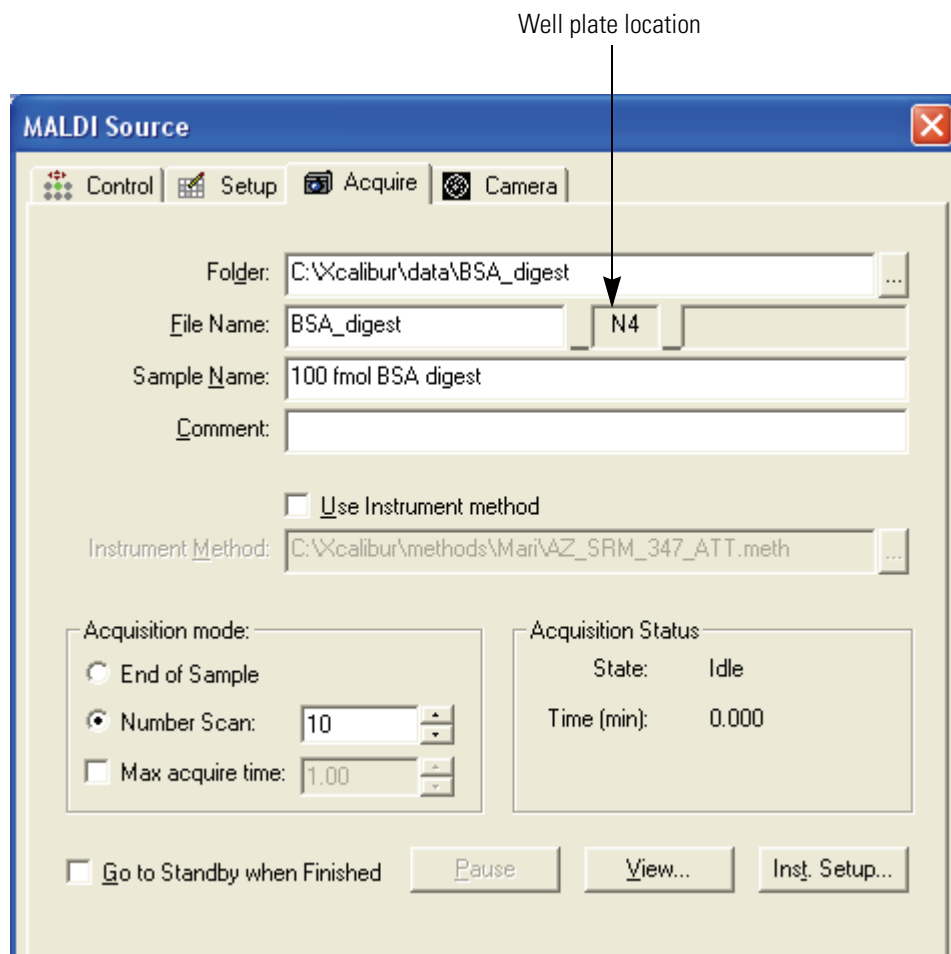 Well plate location
MALDI Source
Control Setup Acquire Camera
Folder: C:\Xcalibur\data\BSA_digest ...
File Name: BSA_digest _ N4 _
Sample Name: 100 fmol BSA digest
Comment:
Use Instrument method
Instrument Method: C:\Xcalibur\methods\Mari\AZ_SRM_347_ATT.meth ...
Acquisition mode:
End of Sample
Number Scan: 10
Max acquire time: 1.00
Acquisition Status
State: Idle
Time (min): 0.000
Go to Standby when Finished Pause View... Inst. Setup...